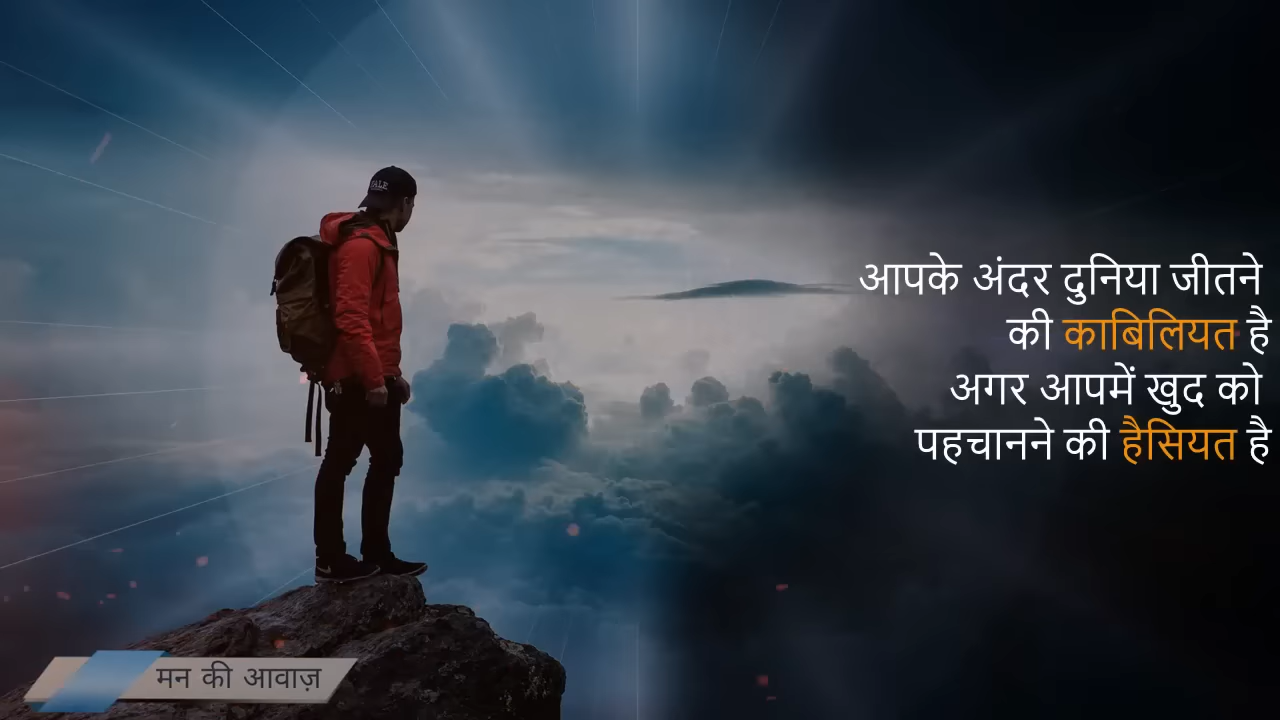 आपके अंदर दुनिया जीतने
की काबिलियत है
अगर आपमें खुद को
पहचानने की हैसियत है
मन की आवाज़